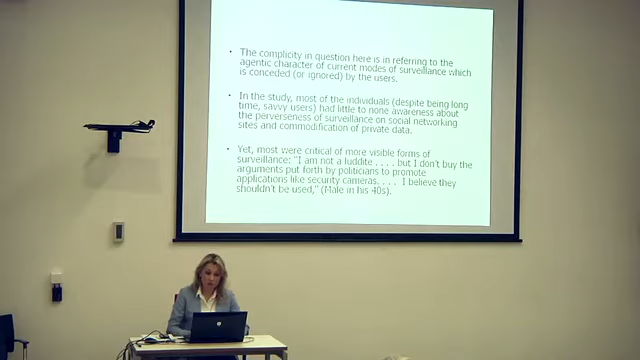 • The complicity in question here is in referring to the
agentic character of current modes of surveillance which
is conceded (or ignored) by the users.
• In the study, most of the individuals (despite being long
time, savvy users) had little to none awareness about
the perverseness of surveillance on social networking
sites and commodification of private data.
• Yet, most were critical of more visible forms of
surveillance: "I am not a luddite . . . . but I don't buy the
arguments put forth by politicians to promote
applications like security cameras. . . . I believe they
shouldn't be used," (Male in his 40s).